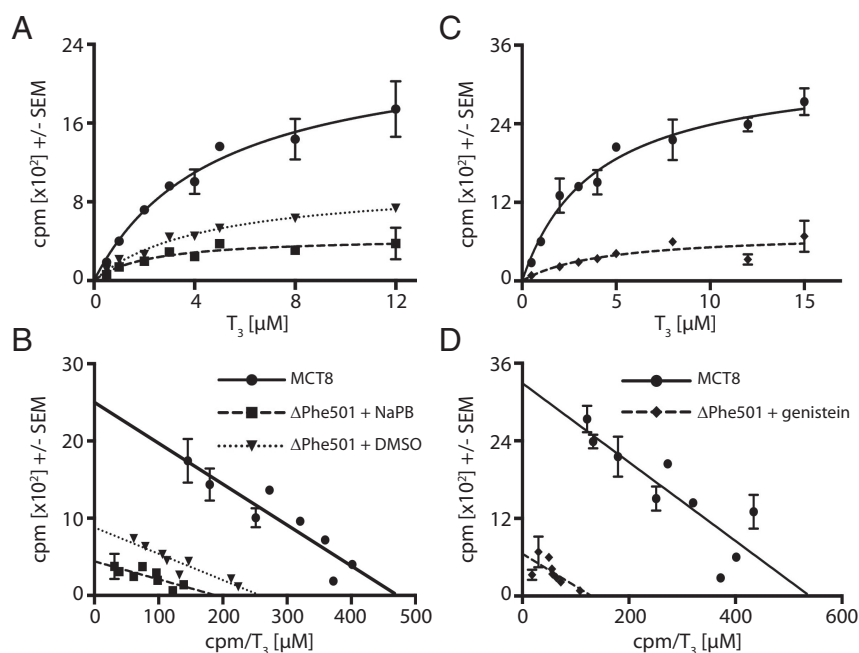 A
cpm [x10²] +/- SEM
24
16
8
0
0 4 8 12
T₃ [µM]
C
cpm [x10²] +/- SEM
36
24
12
0
0 5 10 15
T₃ [µM]
B
cpm [x10²] +/- SEM
30
20
10
0
0 100 200 300 400 500
cpm/T₃ [µM]
MCT8
ΔPhe501 + NaPB
ΔPhe501 + DMSO
D
cpm [x10²] +/- SEM
36
24
12
0
0 200 400 600
cpm/T₃ [µM]
MCT8
ΔPhe501 + genistein